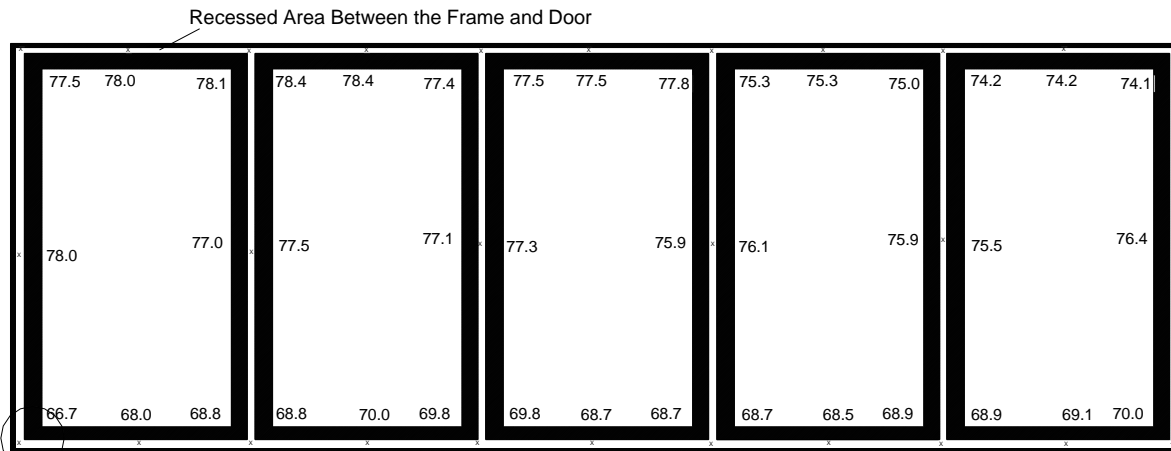 Recessed Area Between the Frame and Door
x x x x x x x x x x
77.5 78.0 78.1 78.4 78.4 77.4 77.5 77.5 77.8 75.3 75.3 75.0 74.2 74.2 74.1
x 78.0 77.0 x 77.5 77.1 x 77.3 75.9 x 76.1 75.9 x 75.5 76.4
66.7 68.0 68.8 68.8 70.0 69.8 69.8 68.7 68.7 68.7 68.5 68.9 68.9 69.1 70.0
x x x x x x x x x x